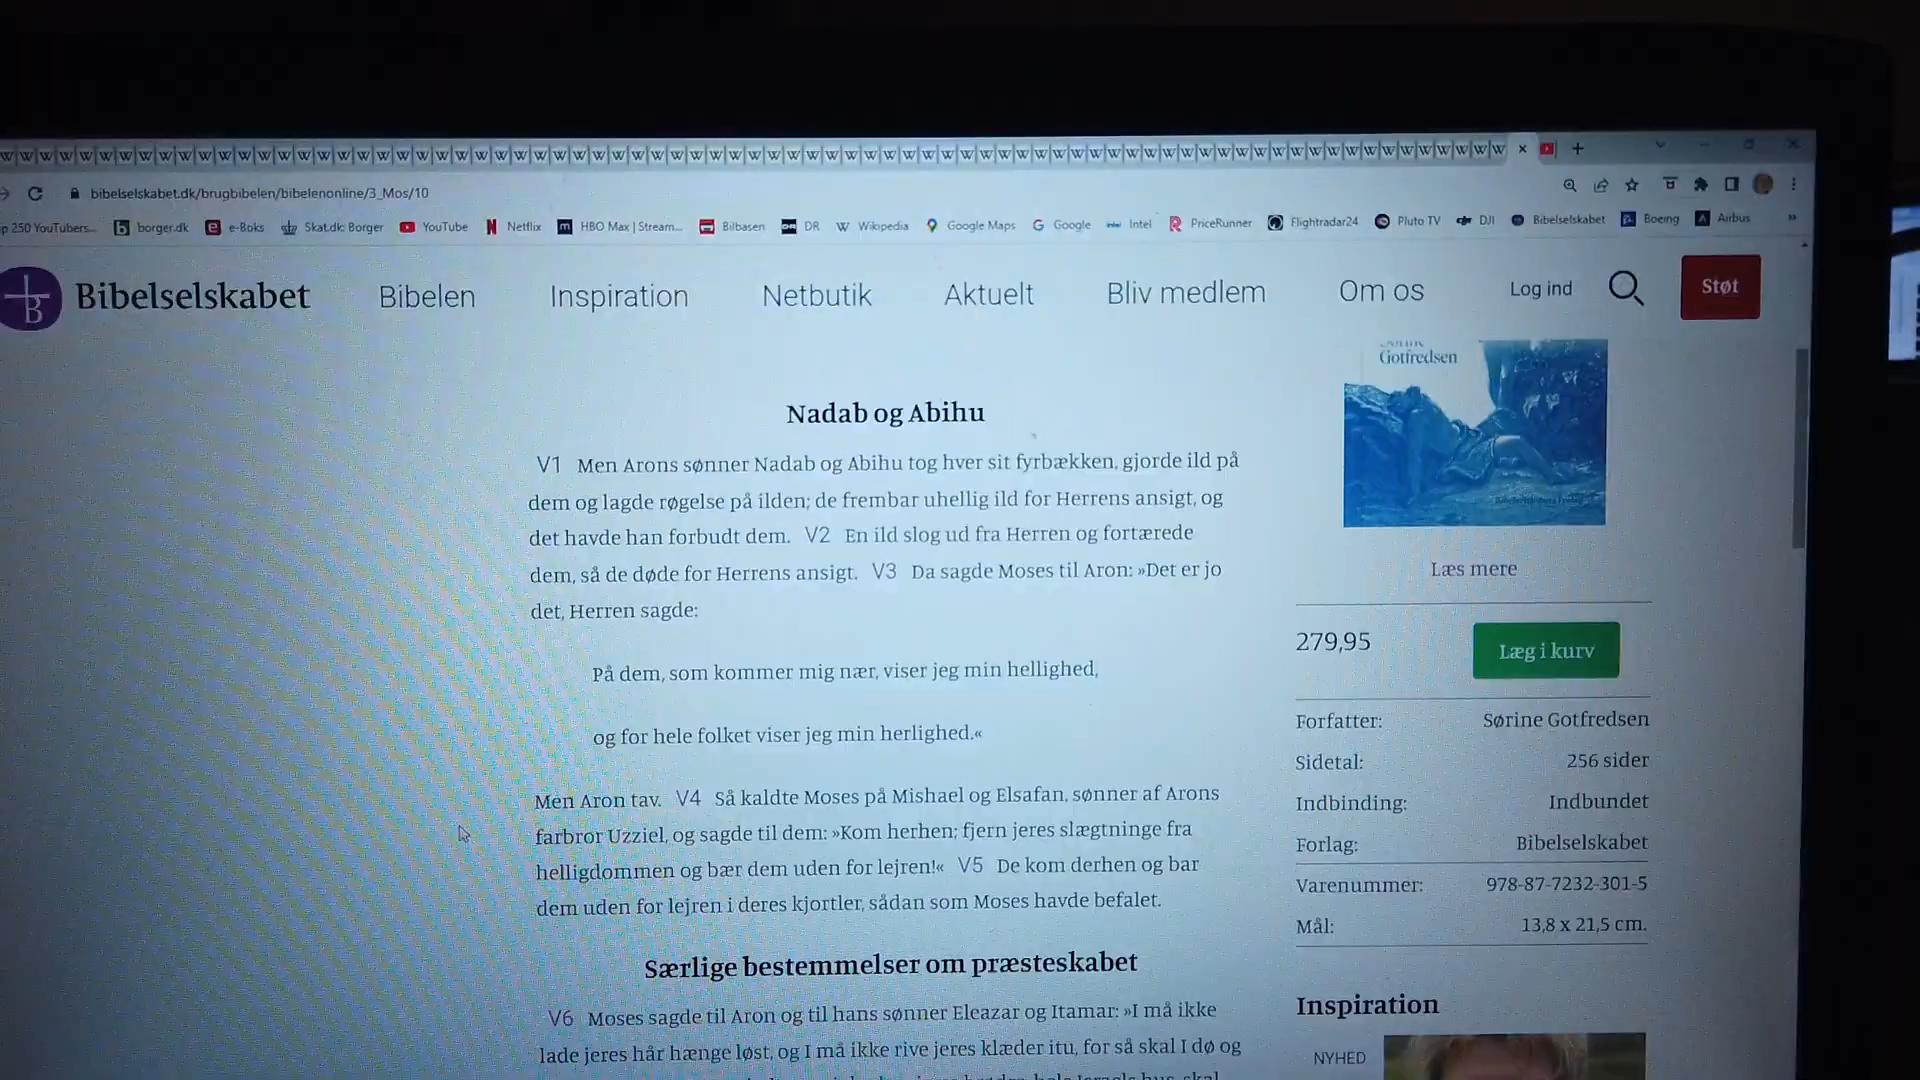 bibelselskabet.dk/brugbibelen/bibelenonline/3_Mos/10
p 250 YouTubers... borger.dk e-Boks Skat.dk: Borger YouTube Netflix HBO Max | Stream... Bilbasen DR Wikipedia Google Maps Google Intel PriceRunner Flightradar24 Pluto TV DJI Bibelselskabet Boeing Airbus »
Bibelselskabet Bibelen Inspiration Netbutik Aktuelt Bliv medlem Om os Log ind Støt
Nadab og Abihu
V1 Men Arons sønner Nadab og Abihu tog hver sit fyrbækken, gjorde ild på
dem og lagde røgelse på ilden; de frembar uhellig ild for Herrens ansigt, og
det havde han forbudt dem. V2 En ild slog ud fra Herren og fortærede
dem, så de døde for Herrens ansigt. V3 Da sagde Moses til Aron: »Det er jo
det, Herren sagde:
På dem, som kommer mig nær, viser jeg min hellighed,
og for hele folket viser jeg min herlighed.«
Men Aron tav. V4 Så kaldte Moses på Mishael og Elsafan, sønner af Arons
farbror Uzziel, og sagde til dem: »Kom herhen; fjern jeres slægtninge fra
helligdommen og bær dem uden for lejren!« V5 De kom derhen og bar
dem uden for lejren i deres kjortler, sådan som Moses havde befalet.
Særlige bestemmelser om præsteskabet
V6 Moses sagde til Aron og til hans sønner Eleazar og Itamar: »I må ikke
lade jeres hår hænge løst, og I må ikke rive jeres klæder itu, for så skal I dø og
Gotfredsen
Læs mere
279,95 Læg i kurv
Forfatter: Sørine Gotfredsen
Sidetal: 256 sider
Indbinding: Indbundet
Forlag: Bibelselskabet
Varenummer: 978-87-7232-301-5
Mål: 13,8 x 21,5 cm.
Inspiration
NYHED